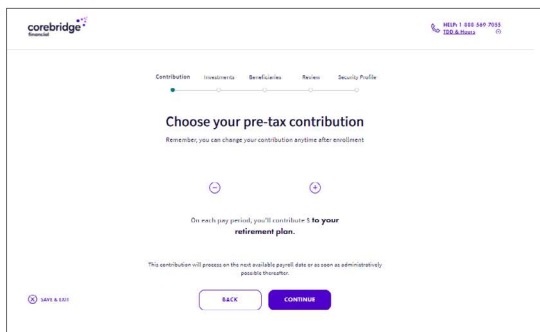 corebridge
financial
HELP: 1-800-569-7055
TDD & Hours
Contribution Investments Beneficiaries Review Security Profile
Choose your pre-tax contribution
Remember, you can change your contribution anytime after enrollment
On each pay period, you'll contribute $ to your
retirement plan.
This contribution will process on the next available payroll date or as soon as administratively
possible thereafter.
SAVE & EXIT
BACK
CONTINUE